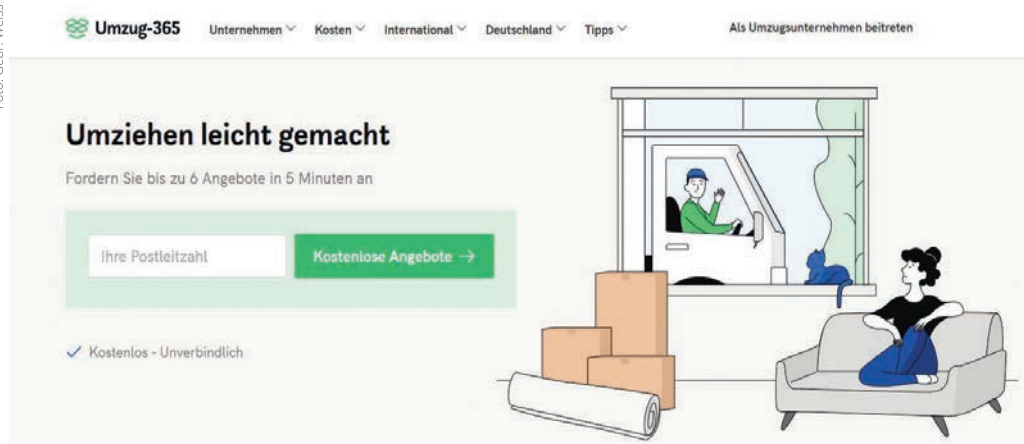 Umzug-365
Unternehmen
Kosten
International
Deutschland
Tipps
Als Umzugsunternehmen beitreten
Umziehen leicht gemacht
Fordern Sie bis zu 6 Angebote in 5 Minuten an
Ihre Postleitzahl
Kostenlose Angebote →
Kostenlos - Unverbindlich